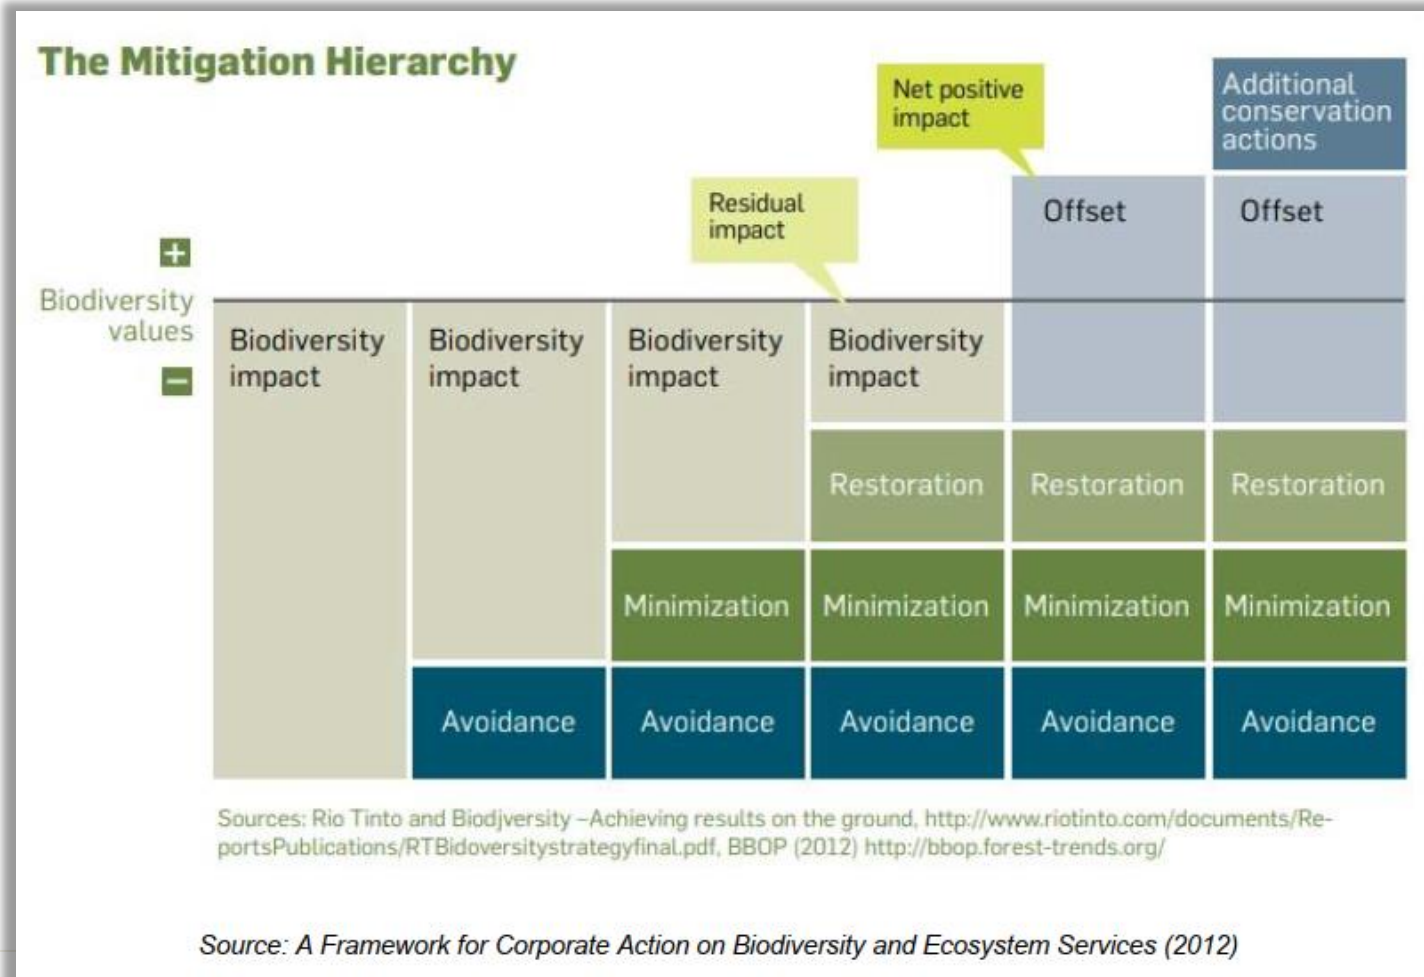 The Mitigation Hierarchy
Net positive
impact
Additional
conservation
actions
Residual
impact
Offset
Offset
+
Biodiversity
values
−
Biodiversity
impact
Biodiversity
impact
Biodiversity
impact
Biodiversity
impact
Restoration
Restoration
Restoration
Minimization
Minimization
Minimization
Minimization
Avoidance
Avoidance
Avoidance
Avoidance
Avoidance
Sources: Rio Tinto and Biodjversity –Achieving results on the ground, http://www.riotinto.com/documents/Re-
portsPublications/RTBidoversitystrategyfinal.pdf, BBOP (2012) http://bbop.forest-trends.org/
Source: A Framework for Corporate Action on Biodiversity and Ecosystem Services (2012)